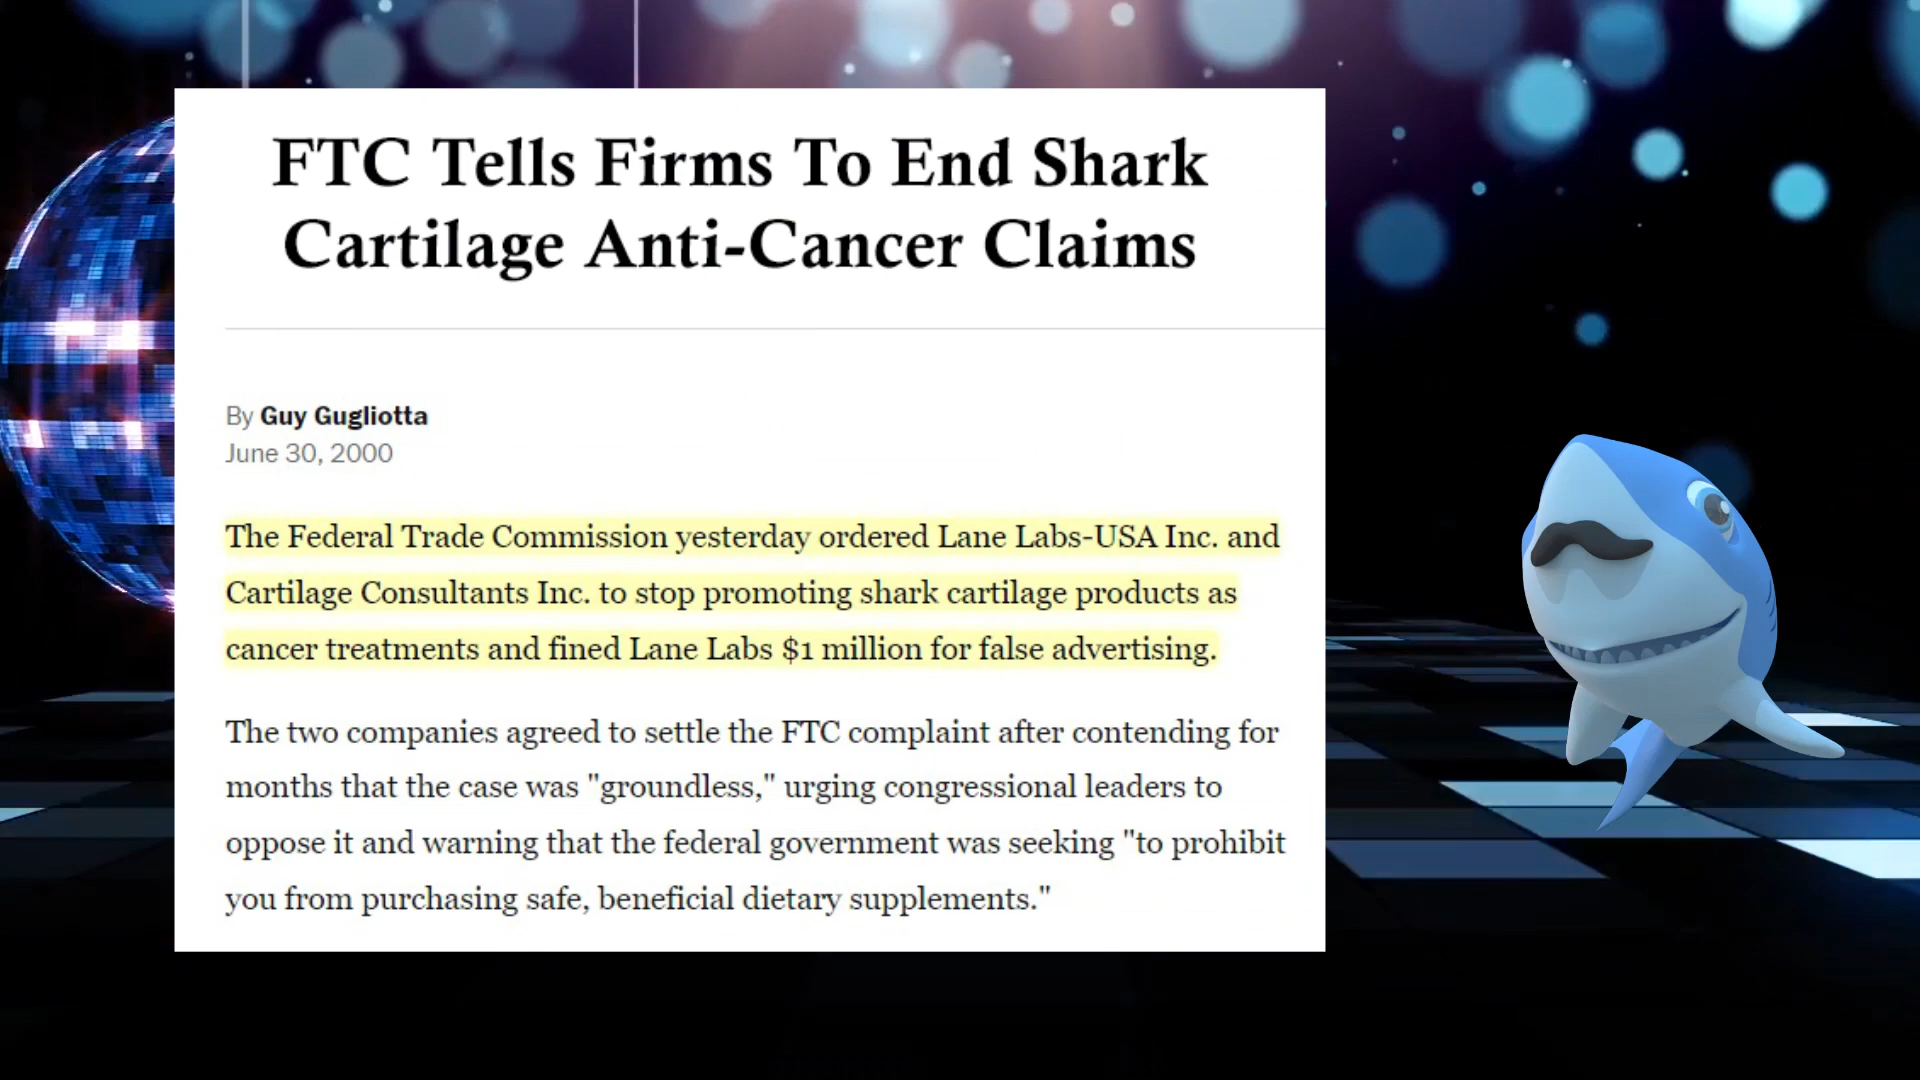 FTC Tells Firms To End Shark
Cartilage Anti-Cancer Claims
By Guy Gugliotta
June 30, 2000
The Federal Trade Commission yesterday ordered Lane Labs-USA Inc. and
Cartilage Consultants Inc. to stop promoting shark cartilage products as
cancer treatments and fined Lane Labs $1 million for false advertising.
The two companies agreed to settle the FTC complaint after contending for
months that the case was "groundless," urging congressional leaders to
oppose it and warning that the federal government was seeking "to prohibit
you from purchasing safe, beneficial dietary supplements."